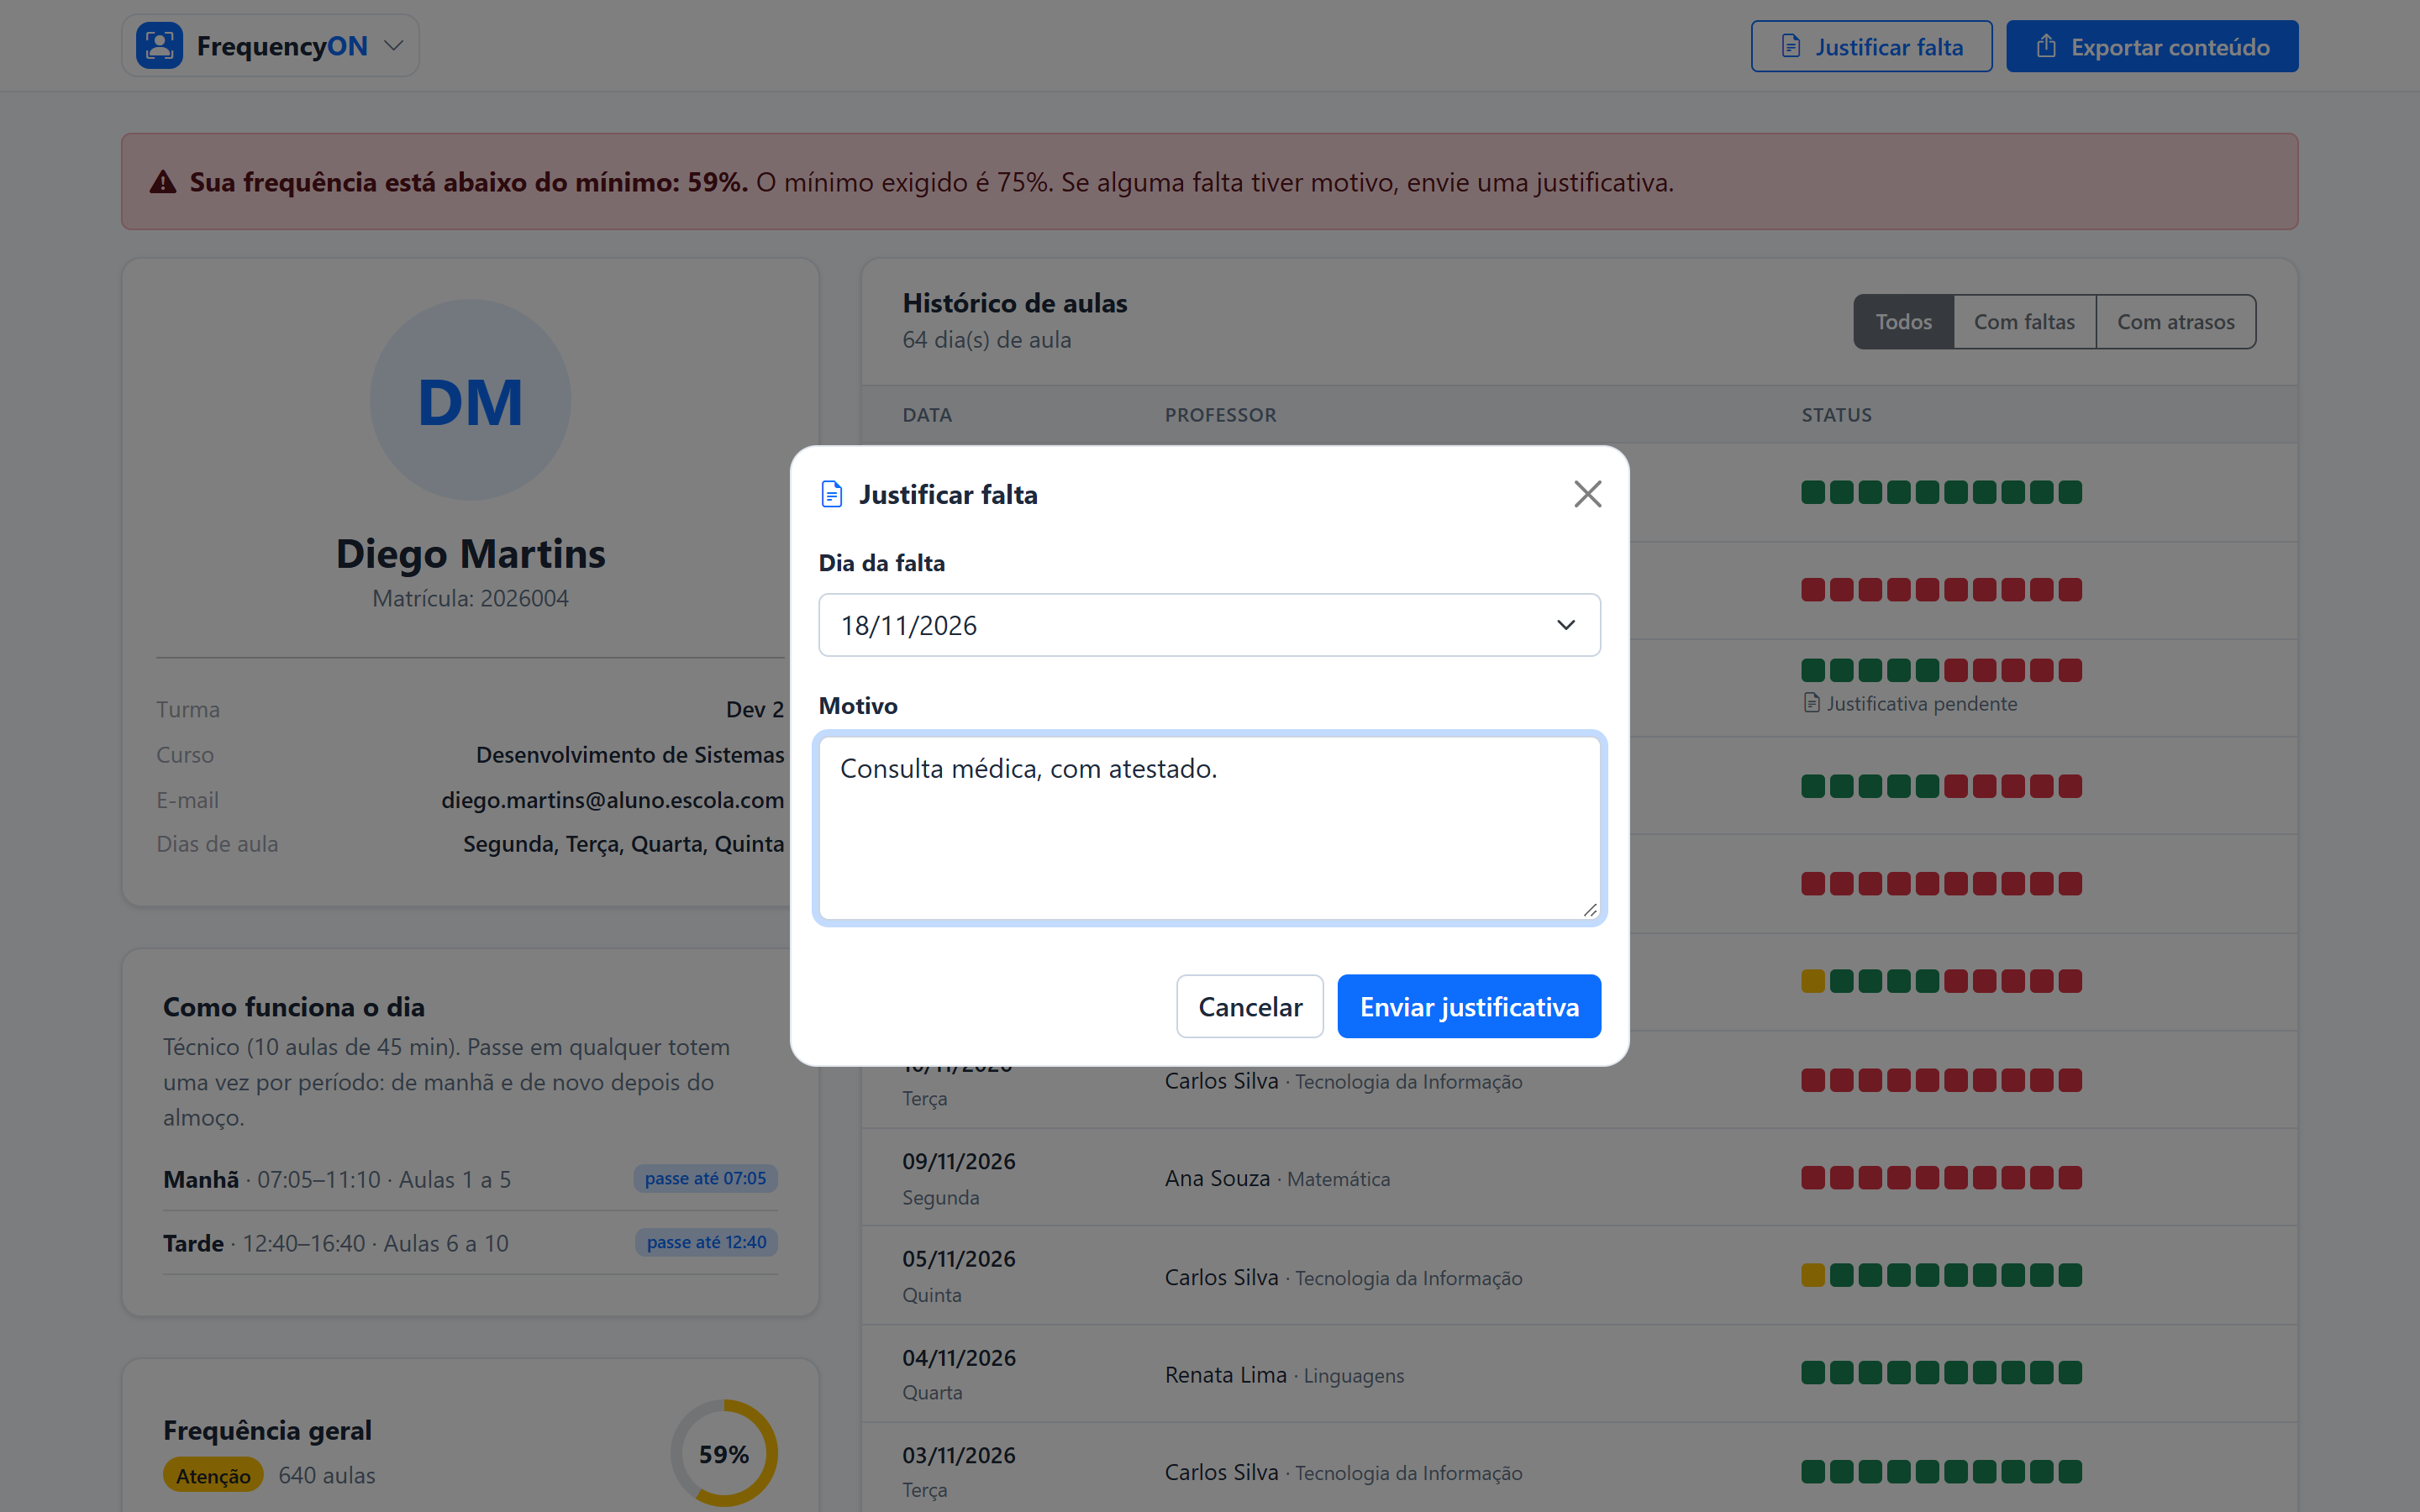 FrequencyON
Justificar falta
Exportar conteúdo
Sua frequência está abaixo do mínimo: 59%. O mínimo exigido é 75%. Se alguma falta tiver motivo, envie uma justificativa.
DM
Diego Martins
Matrícula: 2026004
Turma Dev 2
Curso Desenvolvimento de Sistemas
E-mail diego.martins@aluno.escola.com
Dias de aula Segunda, Terça, Quarta, Quinta
Como funciona o dia
Técnico (10 aulas de 45 min). Passe em qualquer totem
uma vez por período: de manhã e de novo depois do
almoço.
Manhã · 07:05–11:10 · Aulas 1 a 5 passe até 07:05
Tarde · 12:40–16:40 · Aulas 6 a 10 passe até 12:40
Frequência geral
Atenção 640 aulas
59%
Histórico de aulas
64 dia(s) de aula
Todos Com faltas Com atrasos
DATA PROFESSOR STATUS
Justificativa pendente
Justificar falta
Dia da falta
18/11/2026
Motivo
Consulta médica, com atestado.
Cancelar Enviar justificativa
Carlos Silva · Tecnologia da Informação
Terça
09/11/2026
Ana Souza · Matemática
Segunda
05/11/2026
Carlos Silva · Tecnologia da Informação
Quinta
04/11/2026
Renata Lima · Linguagens
Quarta
03/11/2026
Carlos Silva · Tecnologia da Informação
Terça